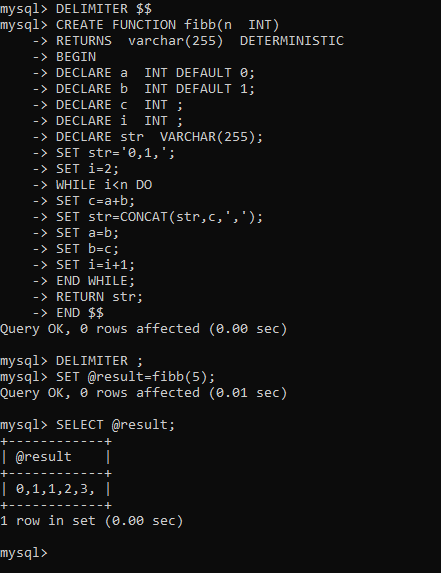 mysql> DELIMITER $$
mysql> CREATE FUNCTION fibb(n  INT)
    -> RETURNS  varchar(255)  DETERMINISTIC
    -> BEGIN
    -> DECLARE a  INT DEFAULT 0;
    -> DECLARE b  INT DEFAULT 1;
    -> DECLARE c  INT ;
    -> DECLARE i  INT ;
    -> DECLARE str  VARCHAR(255);
    -> SET str='0,1,';
    -> SET i=2;
    -> WHILE i<n DO
    -> SET c=a+b;
    -> SET str=CONCAT(str,c,',');
    -> SET a=b;
    -> SET b=c;
    -> SET i=i+1;
    -> END WHILE;
    -> RETURN str;
    -> END $$
Query OK, 0 rows affected (0.00 sec)

mysql> DELIMITER ;
mysql> SET @result=fibb(5);
Query OK, 0 rows affected (0.01 sec)

mysql> SELECT @result;
+------------+
| @result    |
+------------+
| 0,1,1,2,3, |
+------------+
1 row in set (0.00 sec)

mysql>